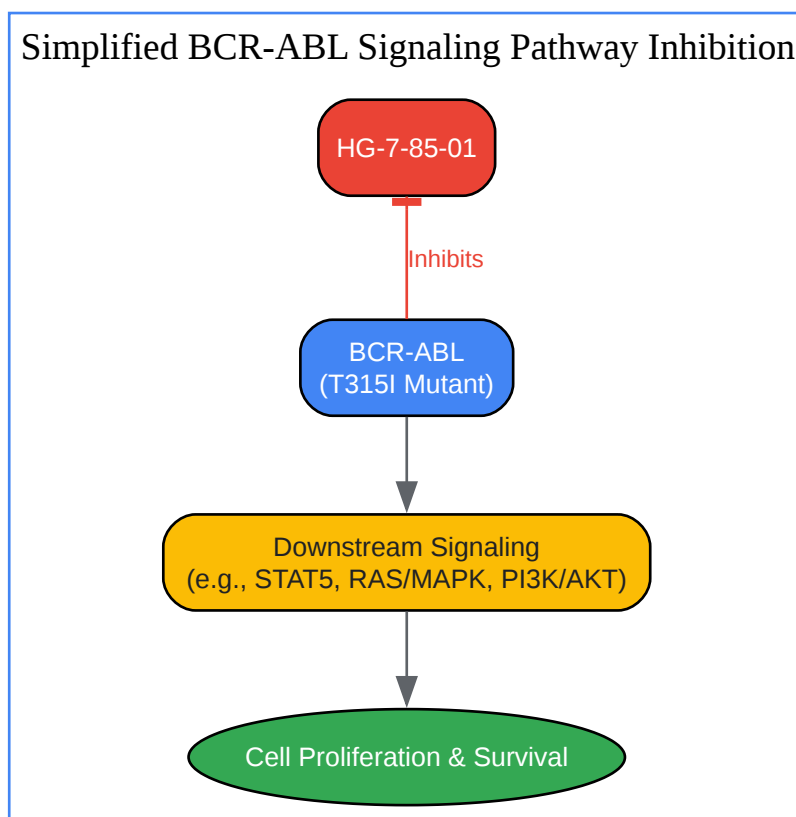 Simplified BCR-ABL Signaling Pathway Inhibition
HG-7-85-01
Inhibits
BCR-ABL
(T315I Mutant)
Downstream Signaling
(e.g., STAT5, RAS/MAPK, PI3K/AKT)
Cell Proliferation & Survival